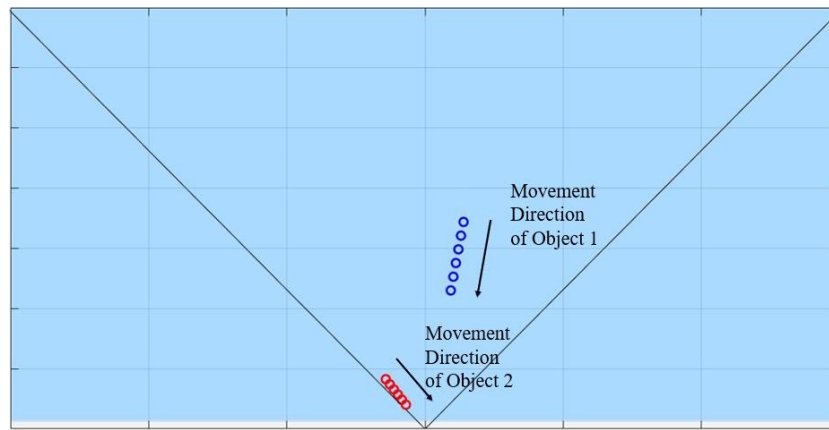 Movement
Direction
of Object 1
Movement
Direction
of Object 2